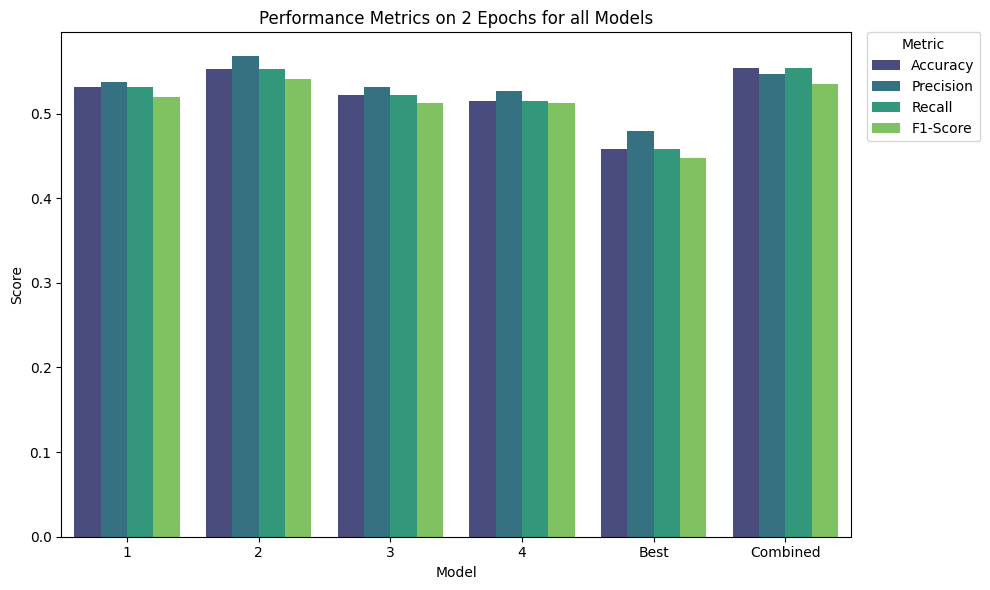 Performance Metrics on 2 Epochs for all Models
Metric
Accuracy
Precision
Recall
F1-Score
Score
0.5
0.4
0.3
0.2
0.1
0.0
1 2 3 4 Best Combined
Model